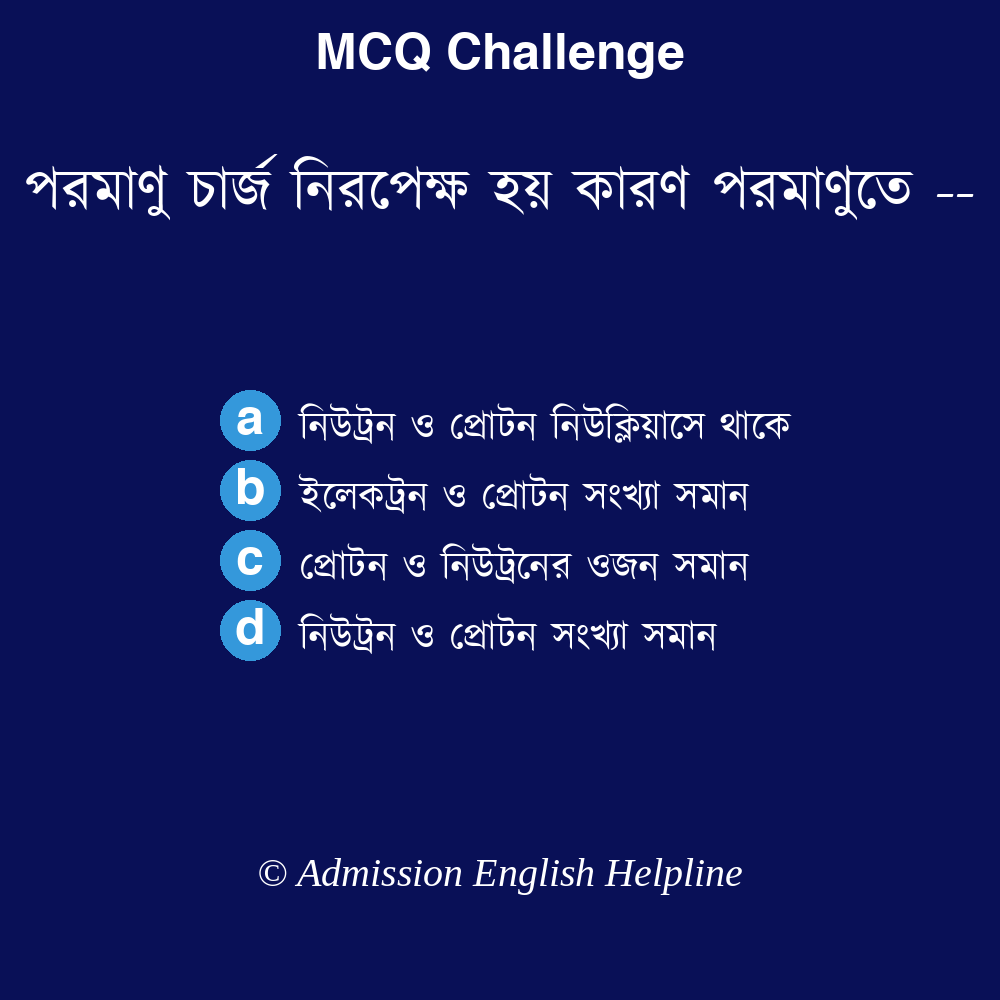 MCQ Challenge
পরমাণু চার্জ নিরপেক্ষ হয় কারণ পরমাণুতে --
a নিউট্রন ও প্রোটন নিউক্লিয়াসে থাকে
b ইলেকট্রন ও প্রোটন সংখ্যা সমান
c প্রোটন ও নিউট্রনের ওজন সমান
d নিউট্রন ও প্রোটন সংখ্যা সমান
© Admission English Helpline